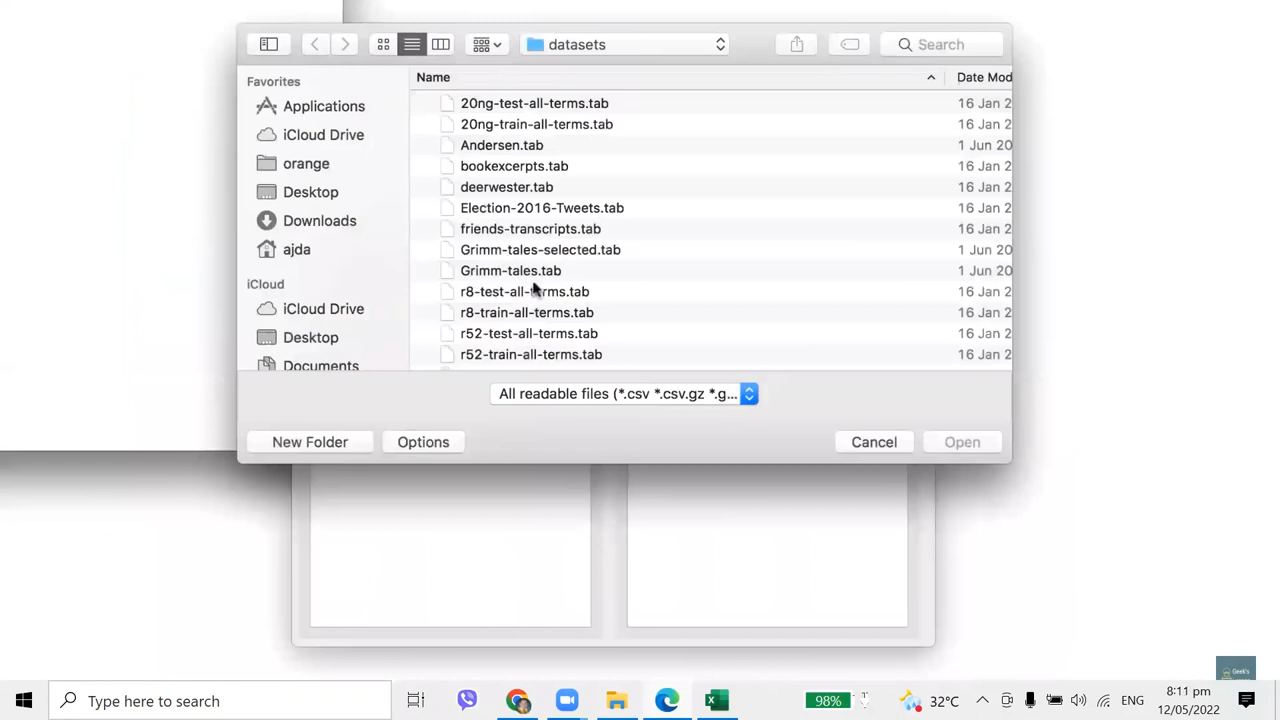 datasets
Search
Favorites
Applications
iCloud Drive
orange
Desktop
Downloads
ajda
iCloud
iCloud Drive
Desktop
Documents
Name
Date Mod
20ng-test-all-terms.tab
16 Jan 2
20ng-train-all-terms.tab
16 Jan 2
Andersen.tab
1 Jun 20
bookexcerpts.tab
16 Jan 2
deerwester.tab
16 Jan 2
Election-2016-Tweets.tab
16 Jan 2
friends-transcripts.tab
16 Jan 2
Grimm-tales-selected.tab
1 Jun 20
Grimm-tales.tab
1 Jun 20
r8-test-all-terms.tab
16 Jan 2
r8-train-all-terms.tab
16 Jan 2
r52-test-all-terms.tab
16 Jan 2
r52-train-all-terms.tab
16 Jan 2
All readable files (*.csv *.csv.gz *.g...
New Folder
Options
Cancel
Open
Geek's
Type here to search
98%
32°C
ENG
8:11 pm
12/05/2022